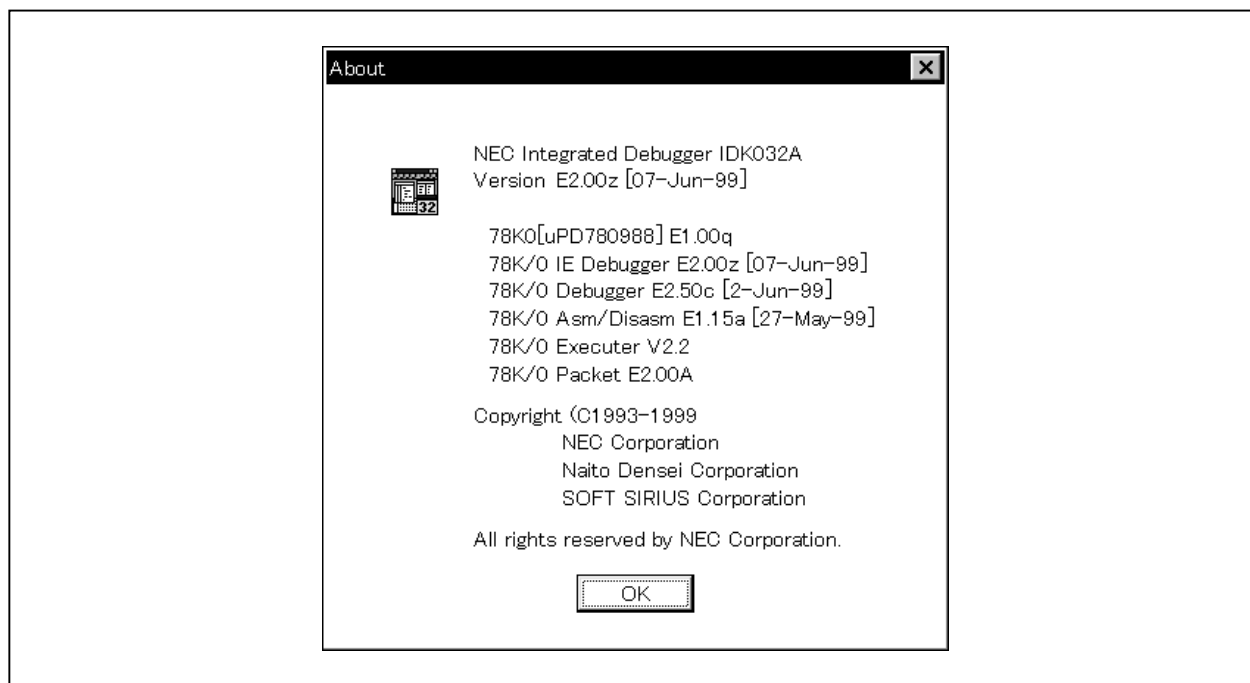 About
NEC Integrated Debugger IDK032A
Version E2.00z [07-Jun-99]
32
78K0[uPD780988] E1.00q
78K/0 IE Debugger E2.00z [07-Jun-99]
78K/0 Debugger E2.50c [2-Jun-99]
78K/0 Asm/Disasm E1.15a [27-May-99]
78K/0 Executer V2.2
78K/0 Packet E2.00A
Copyright (C1993-1999
NEC Corporation
Naito Densei Corporation
SOFT SIRIUS Corporation
All rights reserved by NEC Corporation.
OK